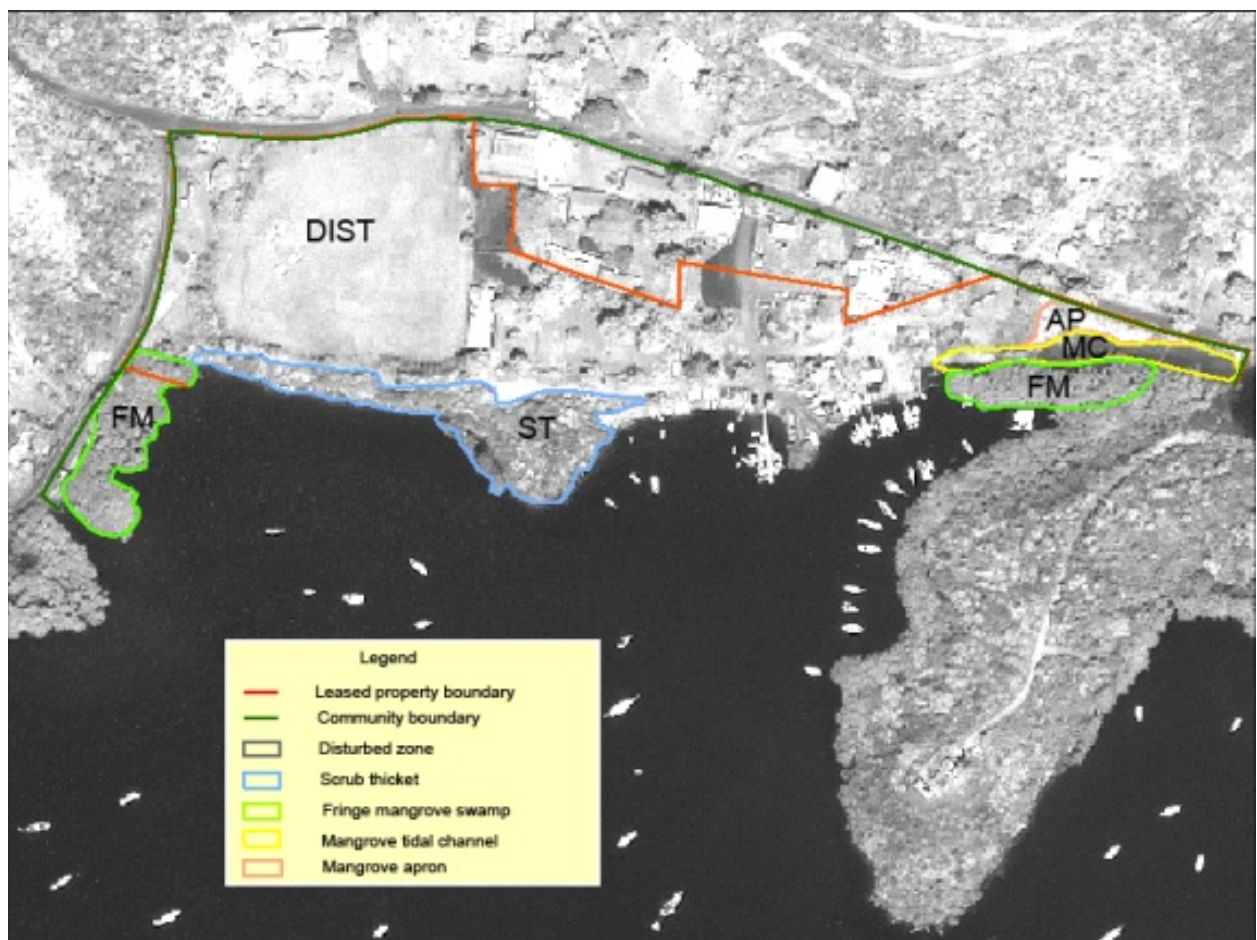 DIST
AP
MC
FM
FM
ST
Legend
Leased property boundary
Community boundary
Disturbed zone
Scrub thicket
Fringe mangrove swamp
Mangrove tidal channel
Mangrove apron